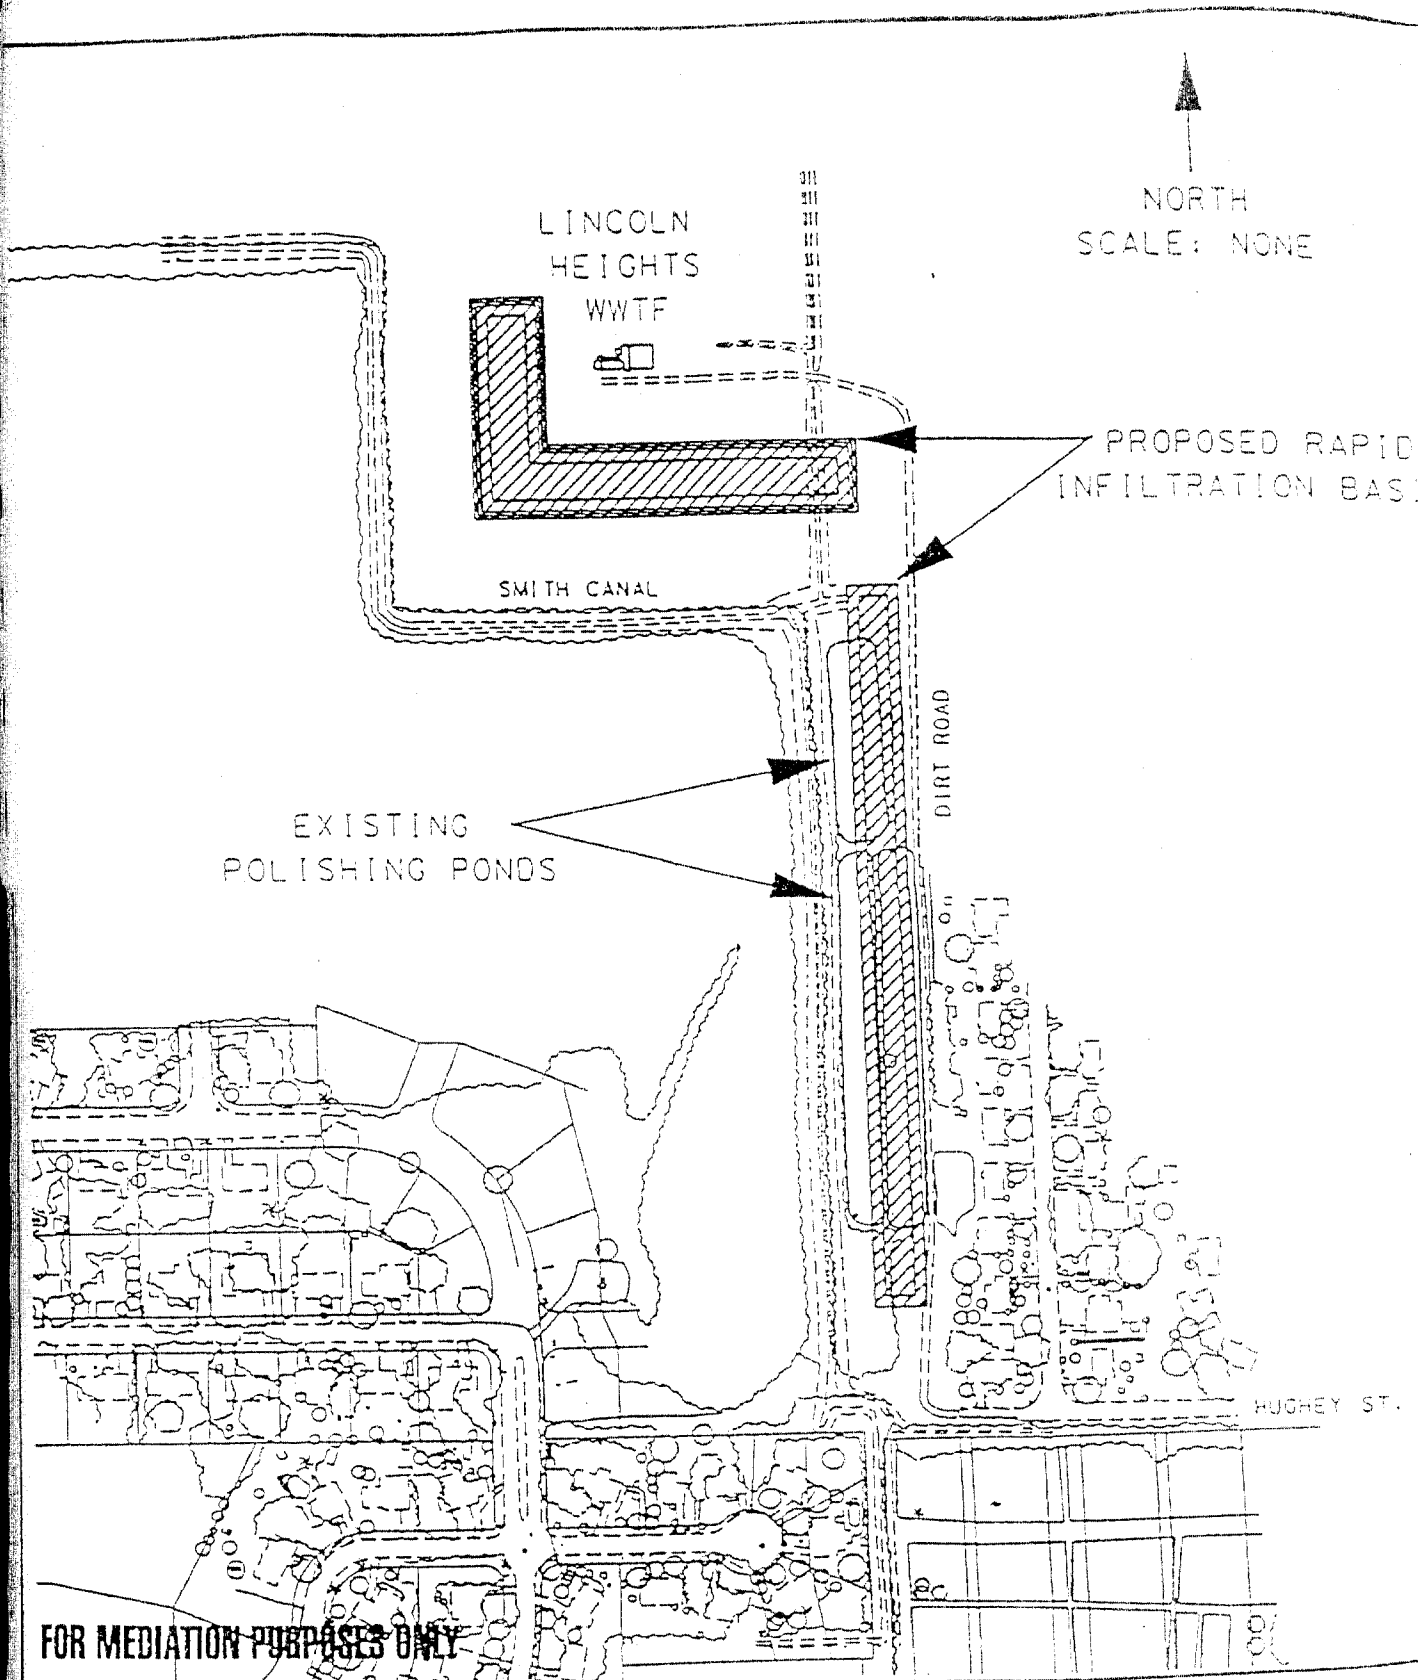 NORTH
SCALE: NONE
LINCOLN
HEIGHTS
WWTF
PROPOSED RAPID
INFILTRATION BASI
SMITH CANAL
DIRT ROAD
EXISTING
POLISHING PONDS
HUGHEY ST.
FOR MEDIATION PURPOSES ONLY